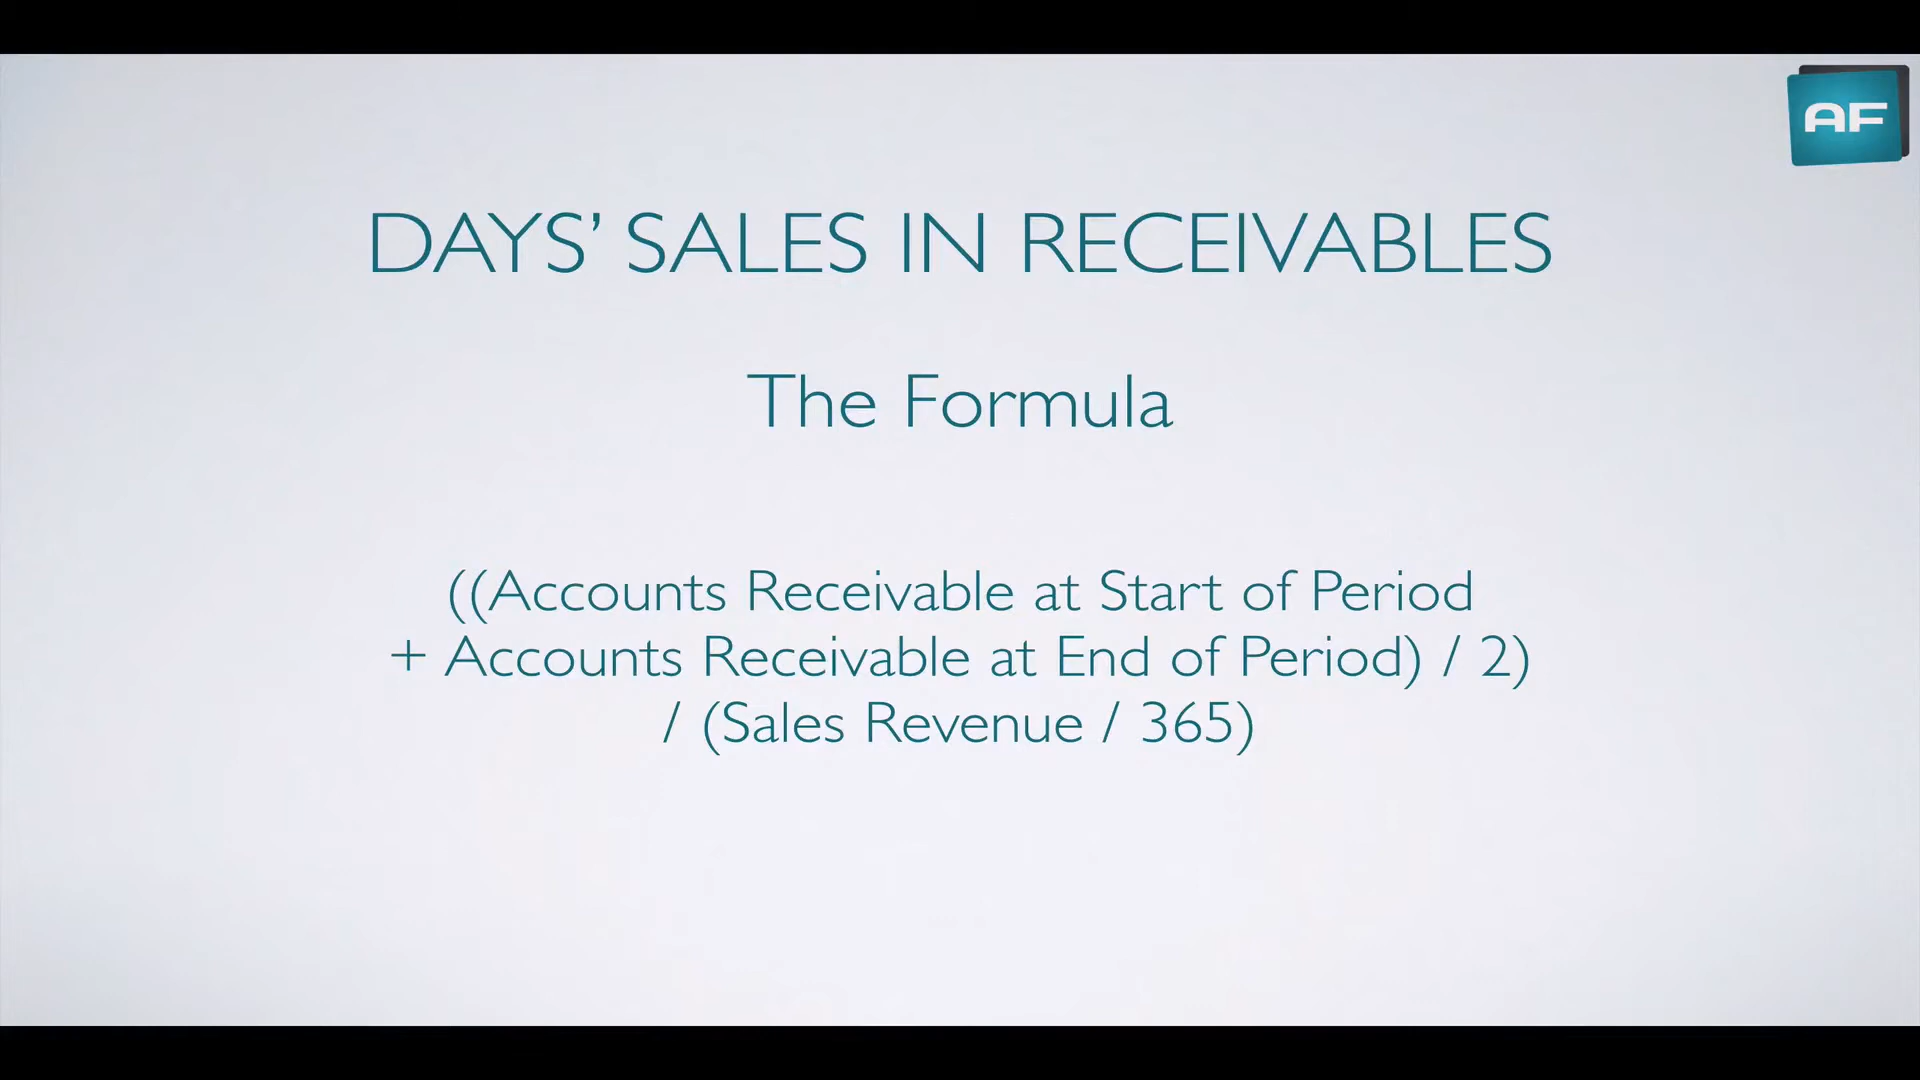 AF
DAYS’ SALES IN RECEIVABLES
The Formula
((Accounts Receivable at Start of Period
+ Accounts Receivable at End of Period) / 2)
/ (Sales Revenue / 365)